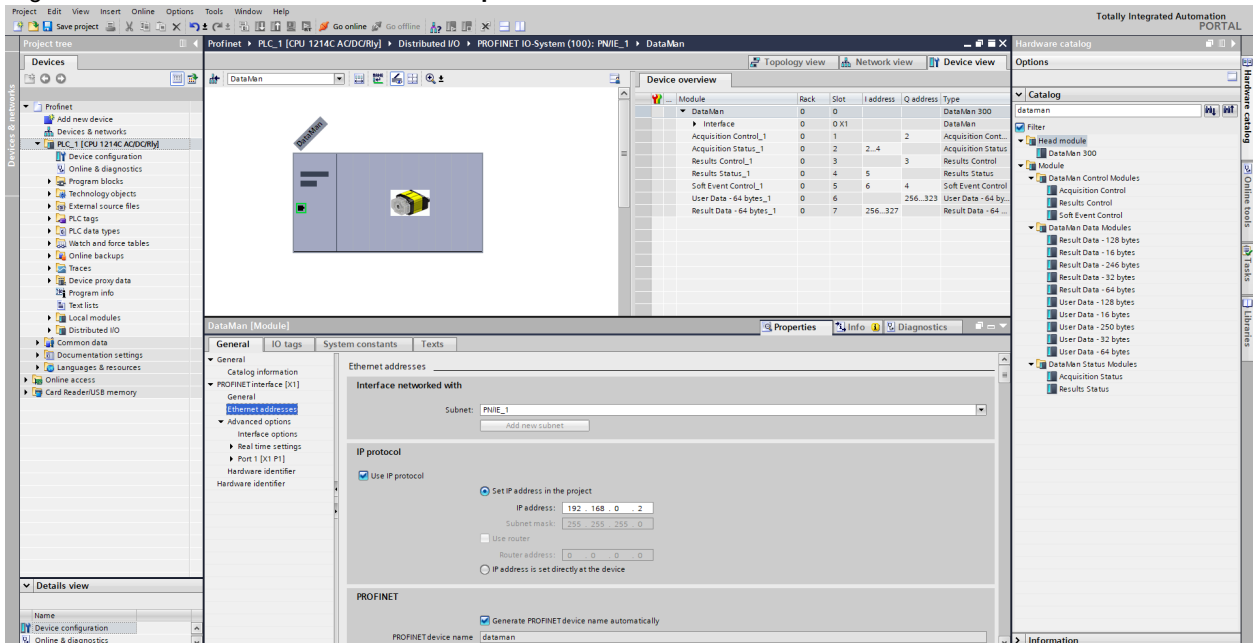 Project Edit View Insert Online Options Tools Window Help
Totally Integrated Automation
PORTAL
Save project
Go online
Go offline
Project tree
Profinet PLC_1 [CPU 1214C AC/DC/Rly] Distributed I/O PROFINET IO-System (100): PN/IE_1 DataMan
Hardware catalog
Devices
Topology view Network view Device view
Options
DataMan
Device overview
... Module Rack Slot I address Q address Type
DataMan 0 0 DataMan 300
Interface 0 0 X1 DataMan
Acquisition Control_1 0 1 2 Acquisition Cont...
Acquisition Status_1 0 2 2...4 Acquisition Status
Results Control_1 0 3 3 Results Control
Results Status_1 0 4 5 Results Status
Soft Event Control_1 0 5 6 4 Soft Event Control
User Data - 64 bytes_1 0 6 256...323 User Data - 64 by...
Result Data - 64 bytes_1 0 7 256...327 Result Data - 64 ...
DataMan
Profinet
Add new device
Devices & networks
PLC_1 [CPU 1214C AC/DC/Rly]
Device configuration
Online & diagnostics
Program blocks
Technology objects
External source files
PLC tags
PLC data types
Watch and force tables
Online backups
Traces
Device proxy data
Program info
Text lists
Local modules
Distributed I/O
Common data
Documentation settings
Languages & resources
Online access
Card Reader/USB memory
Details view
Name
Device configuration
Online & diagnostics
Devices & networks
DataMan [Module]
Properties Info Diagnostics
General IO tags System constants Texts
General
Catalog information
PROFINET interface [X1]
General
Ethernet addresses
Advanced options
Interface options
Real time settings
Port 1 [X1 P1]
Hardware identifier
Hardware identifier
Ethernet addresses
Interface networked with
Subnet: PN/IE_1
Add new subnet
IP protocol
Use IP protocol
Set IP address in the project
IP address: 192 . 168 . 0 . 2
Subnet mask: 255 . 255 . 255 . 0
Use router
Router address: 0 . 0 . 0 . 0
IP address is set directly at the device
PROFINET
Generate PROFINET device name automatically
PROFINET device name dataman
Catalog
dataman
Filter
Head module
DataMan 300
Module
DataMan Control Modules
Acquisition Control
Results Control
Soft Event Control
DataMan Data Modules
Result Data - 128 bytes
Result Data - 16 bytes
Result Data - 246 bytes
Result Data - 32 bytes
Result Data - 64 bytes
User Data - 128 bytes
User Data - 16 bytes
User Data - 250 bytes
User Data - 32 bytes
User Data - 64 bytes
DataMan Status Modules
Acquisition Status
Results Status
Information
Hardware catalog
Online tools
Tasks
Libraries